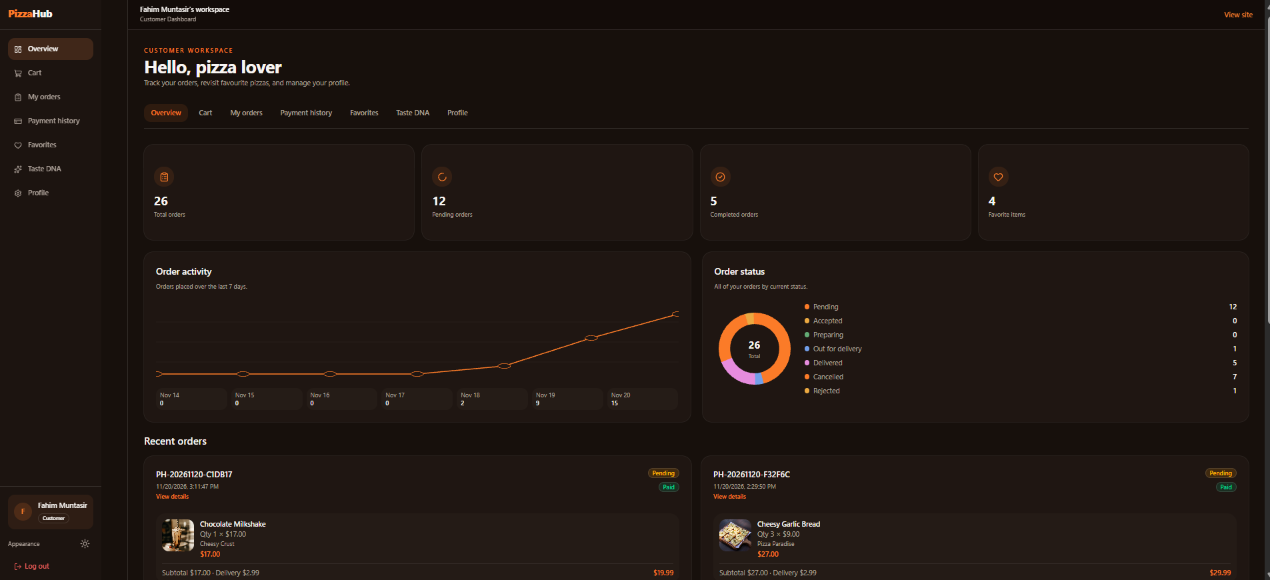 PizzaHub
Overview
Cart
My orders
Payment history
Favorites
Taste DNA
Profile
F
Fahim Muntasir
Customer
Appearance
Log out
Fahim Muntasir's workspace
Customer Dashboard
View site
CUSTOMER WORKSPACE
Hello, pizza lover
Track your orders, revisit favourite pizzas, and manage your profile.
Overview Cart My orders Payment history Favorites Taste DNA Profile
26
Total orders
12
Pending orders
5
Completed orders
4
Favorite items
Order activity
Orders placed over the last 7 days.
Nov 14
0
Nov 15
0
Nov 16
0
Nov 17
0
Nov 18
2
Nov 19
9
Nov 20
15
Order status
All of your orders by current status.
26
Total
Pending 12
Accepted 0
Preparing 0
Out for delivery 1
Delivered 5
Cancelled 7
Rejected 1
Recent orders
PH-20261120-C1DB17
Pending
11/20/2026, 3:11:47 PM
Paid
View details
Chocolate Milkshake
Qty 1 × $17.00
Cheesy Crust
$17.00
Subtotal $17.00 · Delivery $2.99
$19.99
PH-20261120-F32F6C
Pending
11/20/2026, 2:29:50 PM
Paid
View details
Cheesy Garlic Bread
Qty 3 × $9.00
Pizza Paradise
$27.00
Subtotal $27.00 · Delivery $2.99
$29.99